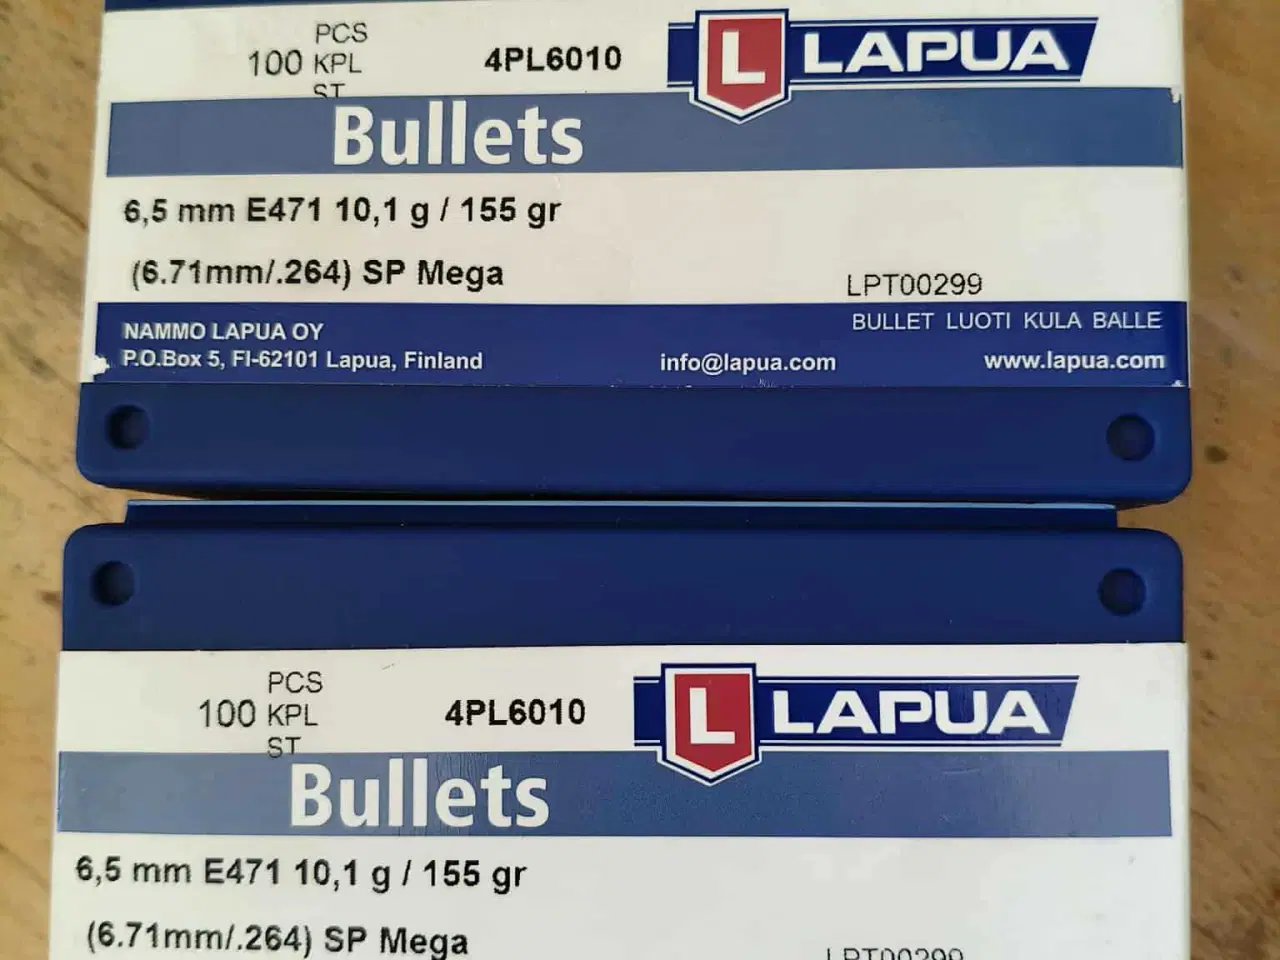 PCS
100 KPL 4PL6010 L LAPUA
ST
Bullets
6,5 mm E471 10,1 g / 155 gr
(6.71mm/.264) SP Mega
LPT00299
NAMMO LAPUA OY BULLET LUOTI KULA BALLE
P.O.Box 5, FI-62101 Lapua, Finland info@lapua.com www.lapua.com
PCS
100 KPL 4PL6010 L LAPUA
ST
Bullets
6,5 mm E471 10,1 g / 155 gr
(6.71mm/.264) SP Mega
LPT00299